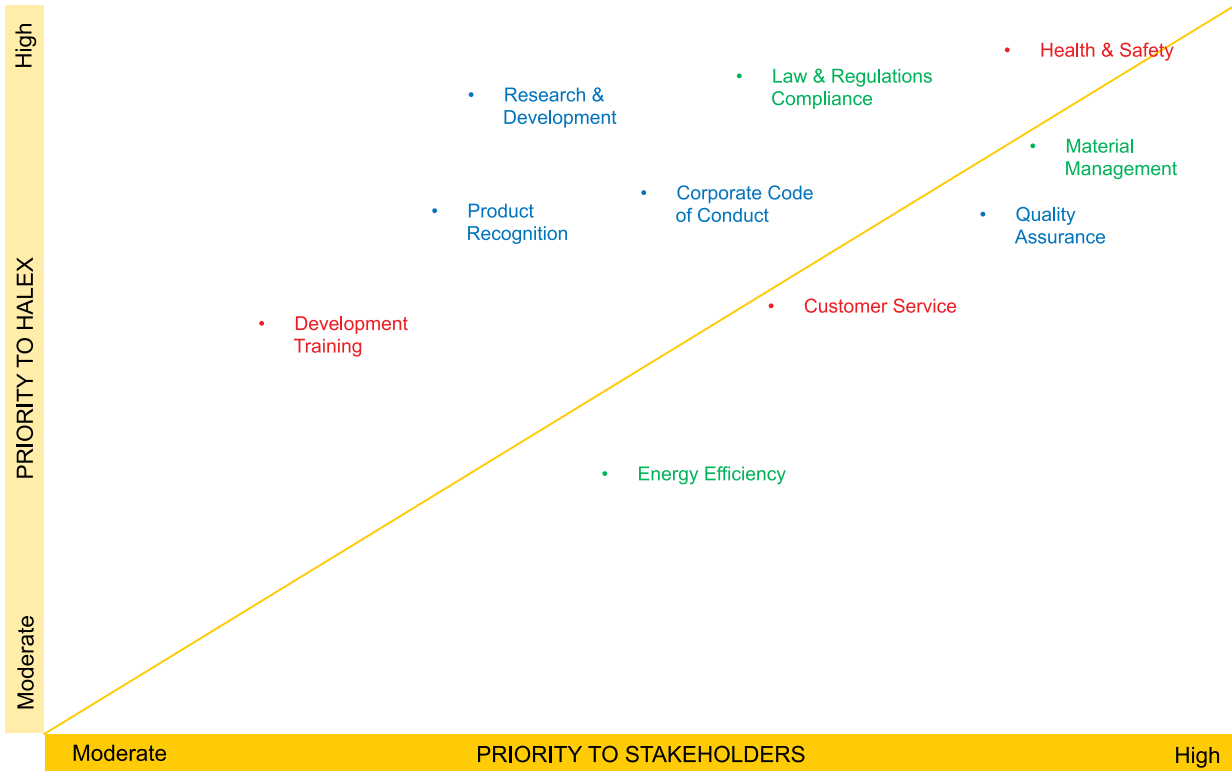 High
PRIORITY TO HALEX
Moderate
• Health & Safety
• Law & Regulations
Compliance
• Research &
Development
• Material
Management
• Corporate Code
of Conduct
• Product
Recognition
• Quality
Assurance
• Customer Service
• Development
Training
• Energy Efficiency
Moderate
PRIORITY TO STAKEHOLDERS
High